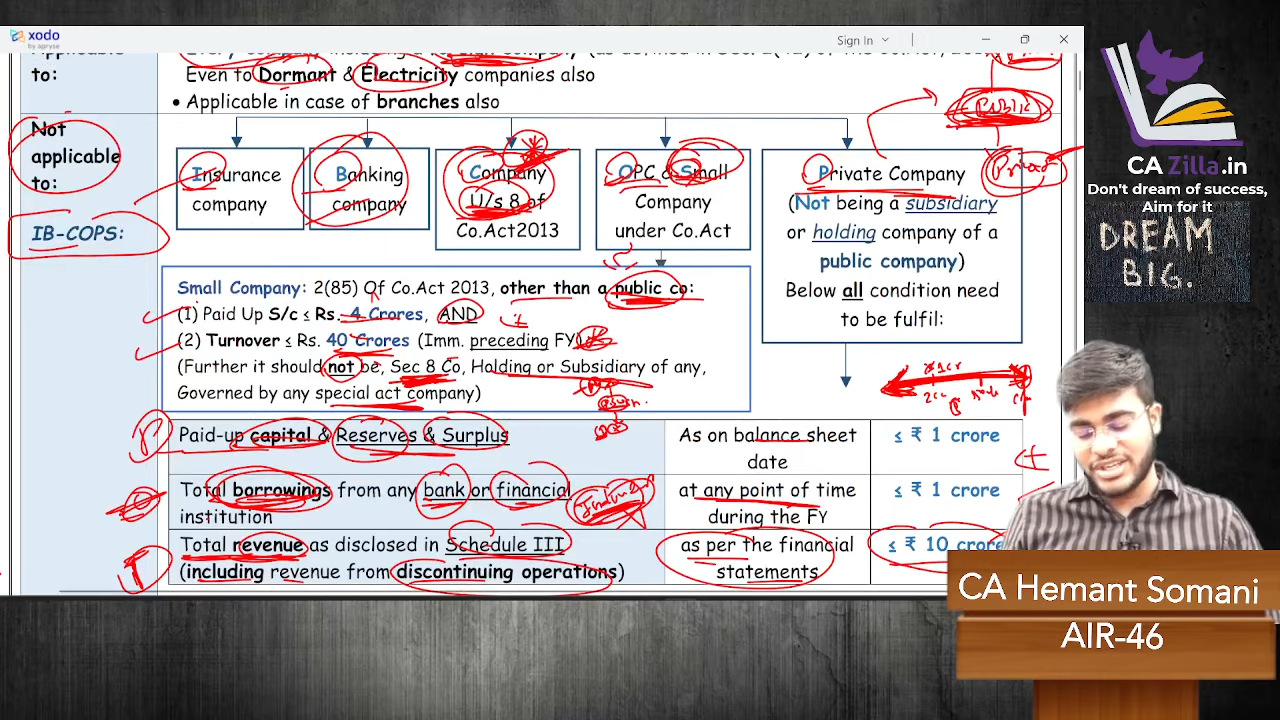 xodo
by apryse
Sign In
to:
Even to Dormant & Electricity companies also
• Applicable in case of branches also
Not
applicable
to:
IB-COPS:
Insurance
company
Banking
company
Company
U/s 8 of
Co.Act2013
OPC & Small
Company
under Co.Act
Private Company
(Not being a subsidiary
or holding company of a
public company)
Below all condition need
to be fulfil:
Public
Private
Small Company: 2(85) Of Co.Act 2013, other than a public co:
(1) Paid Up S/c ≤ Rs. 4 Crores, AND
(2) Turnover ≤ Rs. 40 Crores (Imm. preceding FY)
(Further it should not be, Sec 8 Co, Holding or Subsidiary of any,
Governed by any special act company)
Paid-up capital & Reserves & Surplus
As on balance sheet
date
≤ ₹ 1 crore
Total borrowings from any bank or financial
institution
at any point of time
during the FY
≤ ₹ 1 crore
Total revenue as disclosed in Schedule III
(including revenue from discontinuing operations)
as per the financial
statements
≤ ₹ 10 crore
CA Zilla.in
Don't dream of success,
Aim for it
DREAM
BIG.
CA Hemant Somani
AIR-46